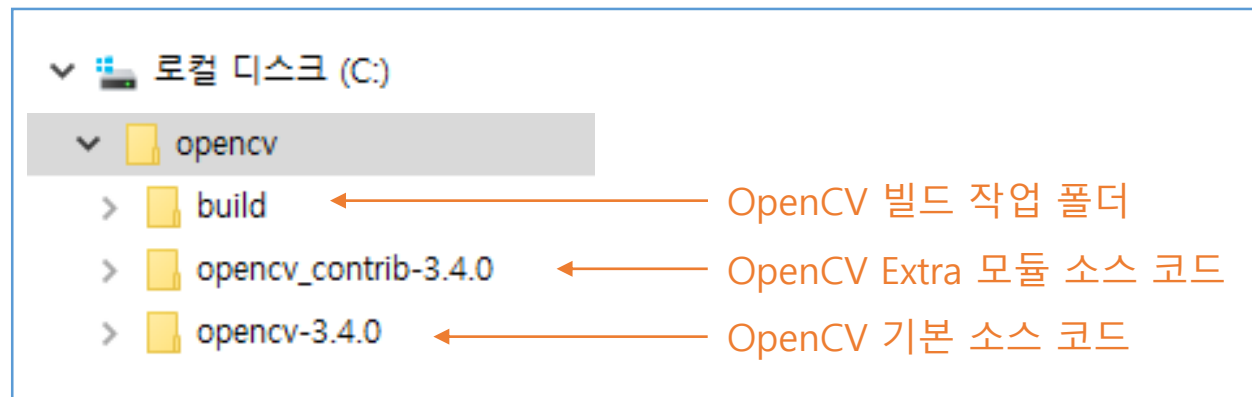 로컬 디스크 (C:)
opencv
build
OpenCV 빌드 작업 폴더
opencv_contrib-3.4.0
OpenCV Extra 모듈 소스 코드
opencv-3.4.0
OpenCV 기본 소스 코드